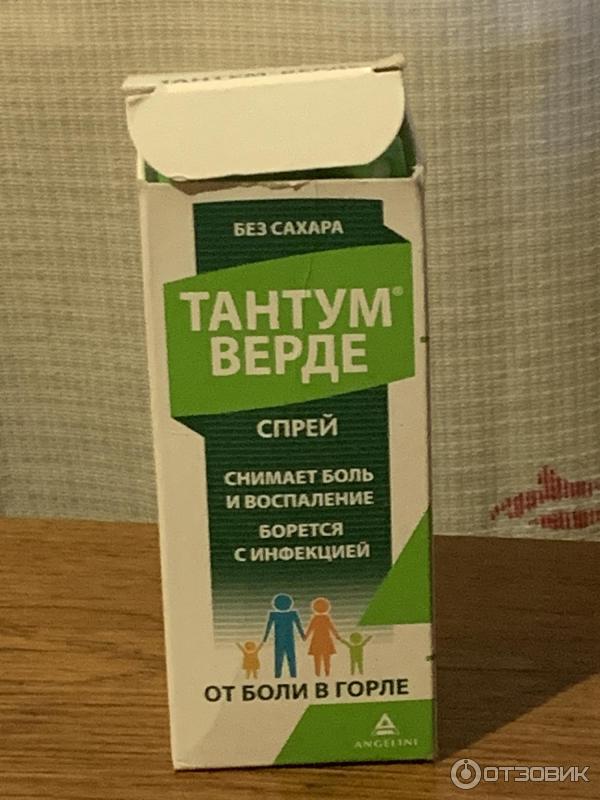 БЕЗ САХАРА
ТАНТУМ®
ВЕРДЕ
СПРЕЙ
СНИМАЕТ БОЛЬ
И ВОСПАЛЕНИЕ
БОРЕТСЯ
С ИНФЕКЦИЕЙ
ОТ БОЛИ В ГОРЛЕ
ANGELINI
ОТЗОВИК